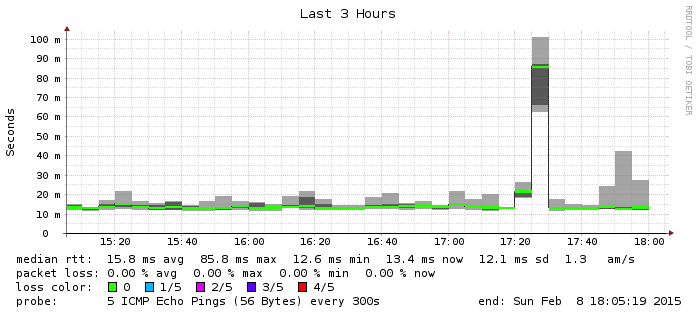 Last 3 Hours
RRDTOOL / TOBI OETIKER
Seconds
100 m
90 m
80 m
70 m
60 m
50 m
40 m
30 m
20 m
10 m
0
15:20 15:40 16:00 16:20 16:40 17:00 17:20 17:40 18:00
median rtt: 15.8 ms avg 85.8 ms max 12.6 ms min 13.4 ms now 12.1 ms sd 1.3 am/s
packet loss: 0.00 % avg 0.00 % max 0.00 % min 0.00 % now
loss color: 0 1/5 2/5 3/5 4/5
probe: 5 ICMP Echo Pings (56 Bytes) every 300s end: Sun Feb 8 18:05:19 2015